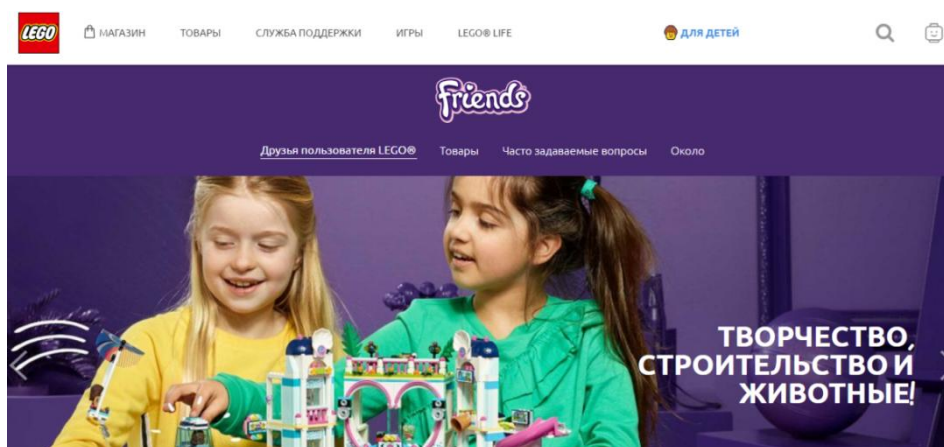 LEGO
МАГАЗИН
ТОВАРЫ
СЛУЖБА ПОДДЕРЖКИ
ИГРЫ
LEGO® LIFE
ДЛЯ ДЕТЕЙ
Friends
Друзья пользователя LEGO®
Товары
Часто задаваемые вопросы
Около
ТВОРЧЕСТВО,
СТРОИТЕЛЬСТВО И
ЖИВОТНЫЕ!